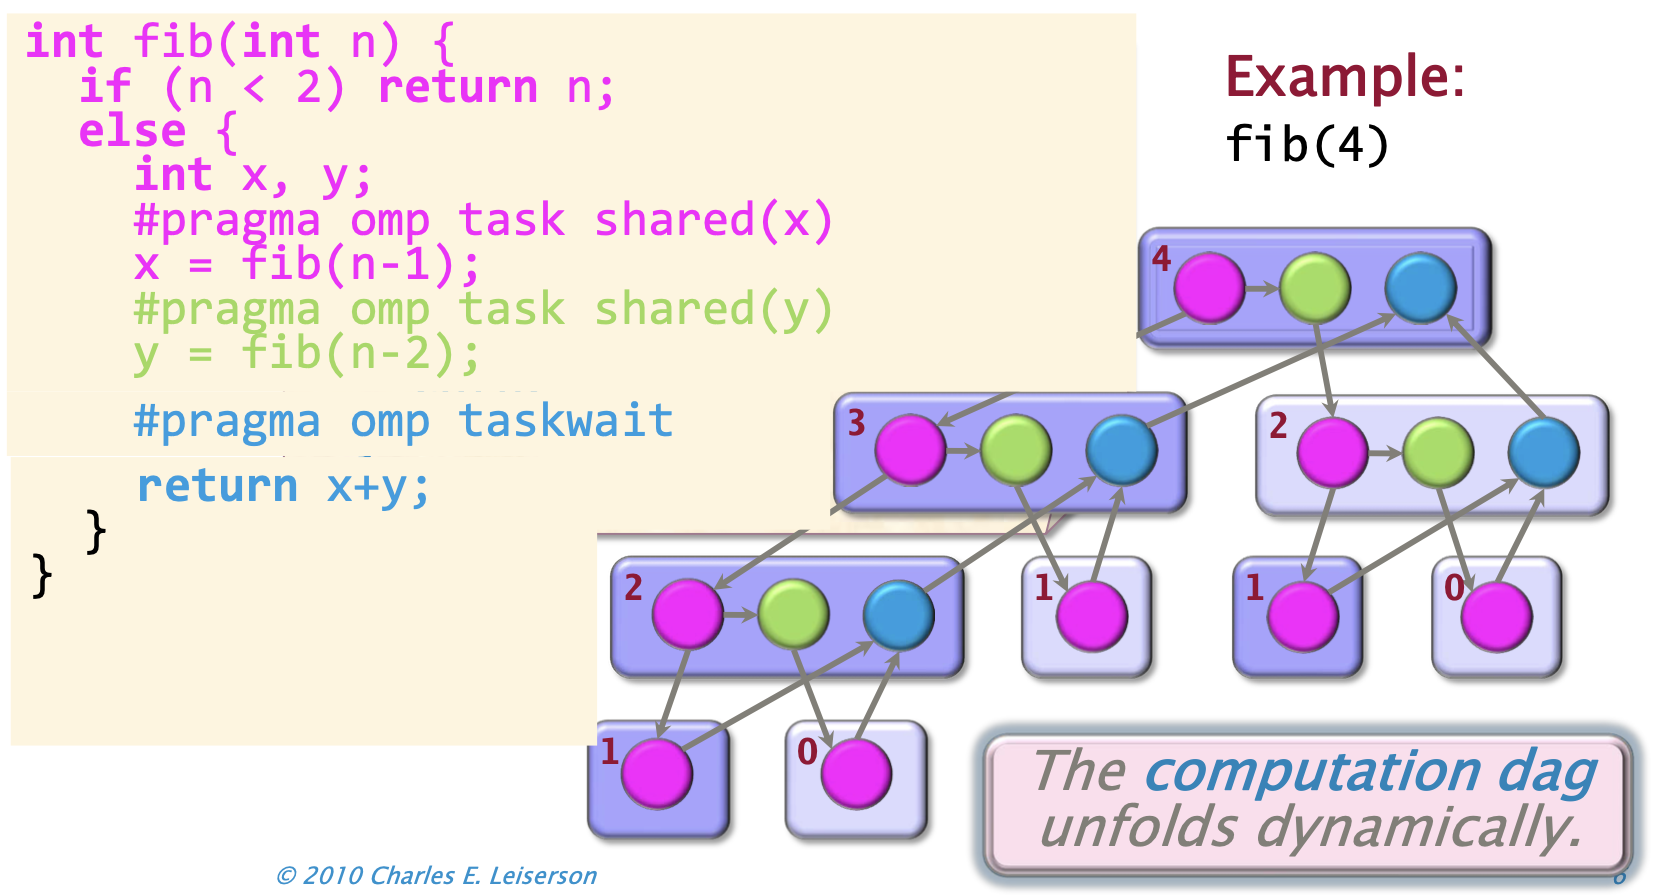 int fib(int n) {
if (n < 2) return n;
else {
int x, y;
#pragma omp task shared(x)
x = fib(n-1);
#pragma omp task shared(y)
y = fib(n-2);
#pragma omp taskwait
return x+y;
}
}
Example:
fib(4)
4
3
2
2
1
1
0
1
0
The computation dag
unfolds dynamically.
© 2010 Charles E. Leiserson